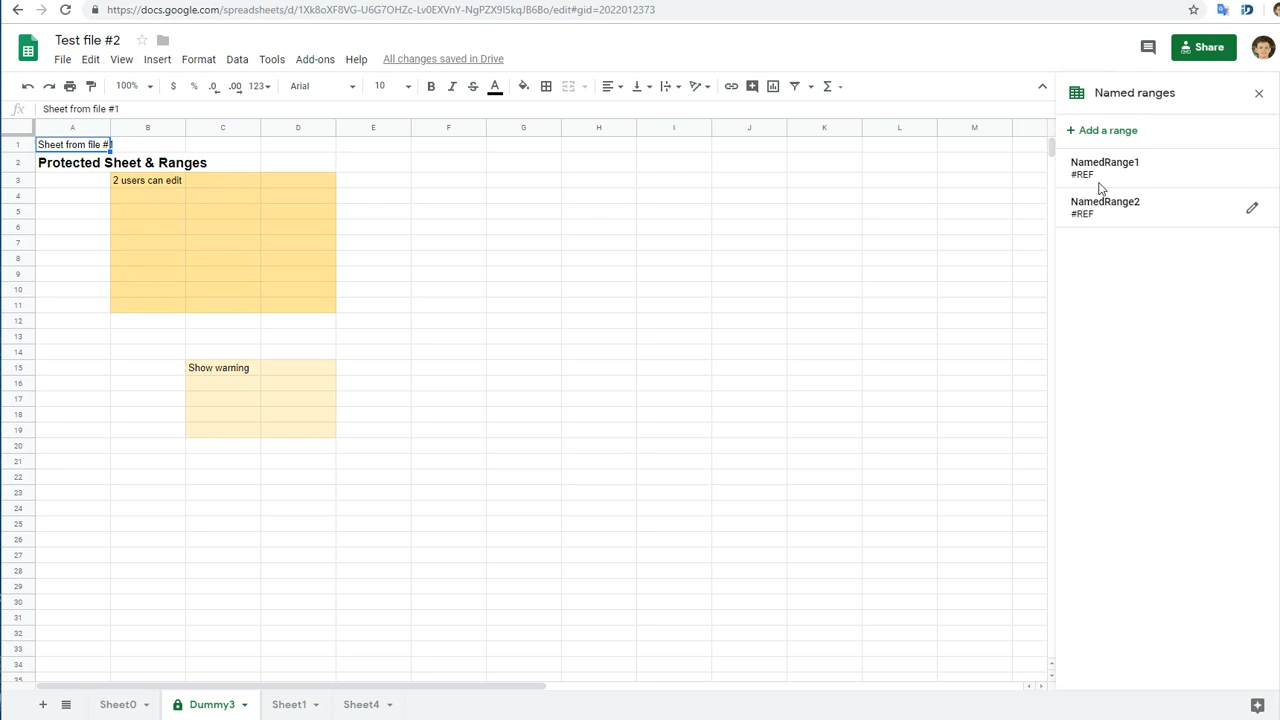 https://docs.google.com/spreadsheets/d/1Xk8oXF8VG-U6G7OHZc-Lv0EXVnY-NgPZX9I5kqJB6Bo/edit#gid=2022012373
Test file #2
File Edit View Insert Format Data Tools Add-ons Help All changes saved in Drive
Share
100% $ % .0 .00 123 Arial 10 B I S A Σ
fx Sheet from file #1
Named ranges
+ Add a range
NamedRange1
#REF
NamedRange2
#REF
A B C D E F G H I J K L M
1 Sheet from file #1
2 Protected Sheet & Ranges
3 2 users can edit
4
5
6
7
8
9
10
11
12
13
14
15 Show warning
16
17
18
19
20
21
22
23
24
25
26
27
28
29
30
31
32
33
34
35
+ Sheet0 Dummy3 Sheet1 Sheet4